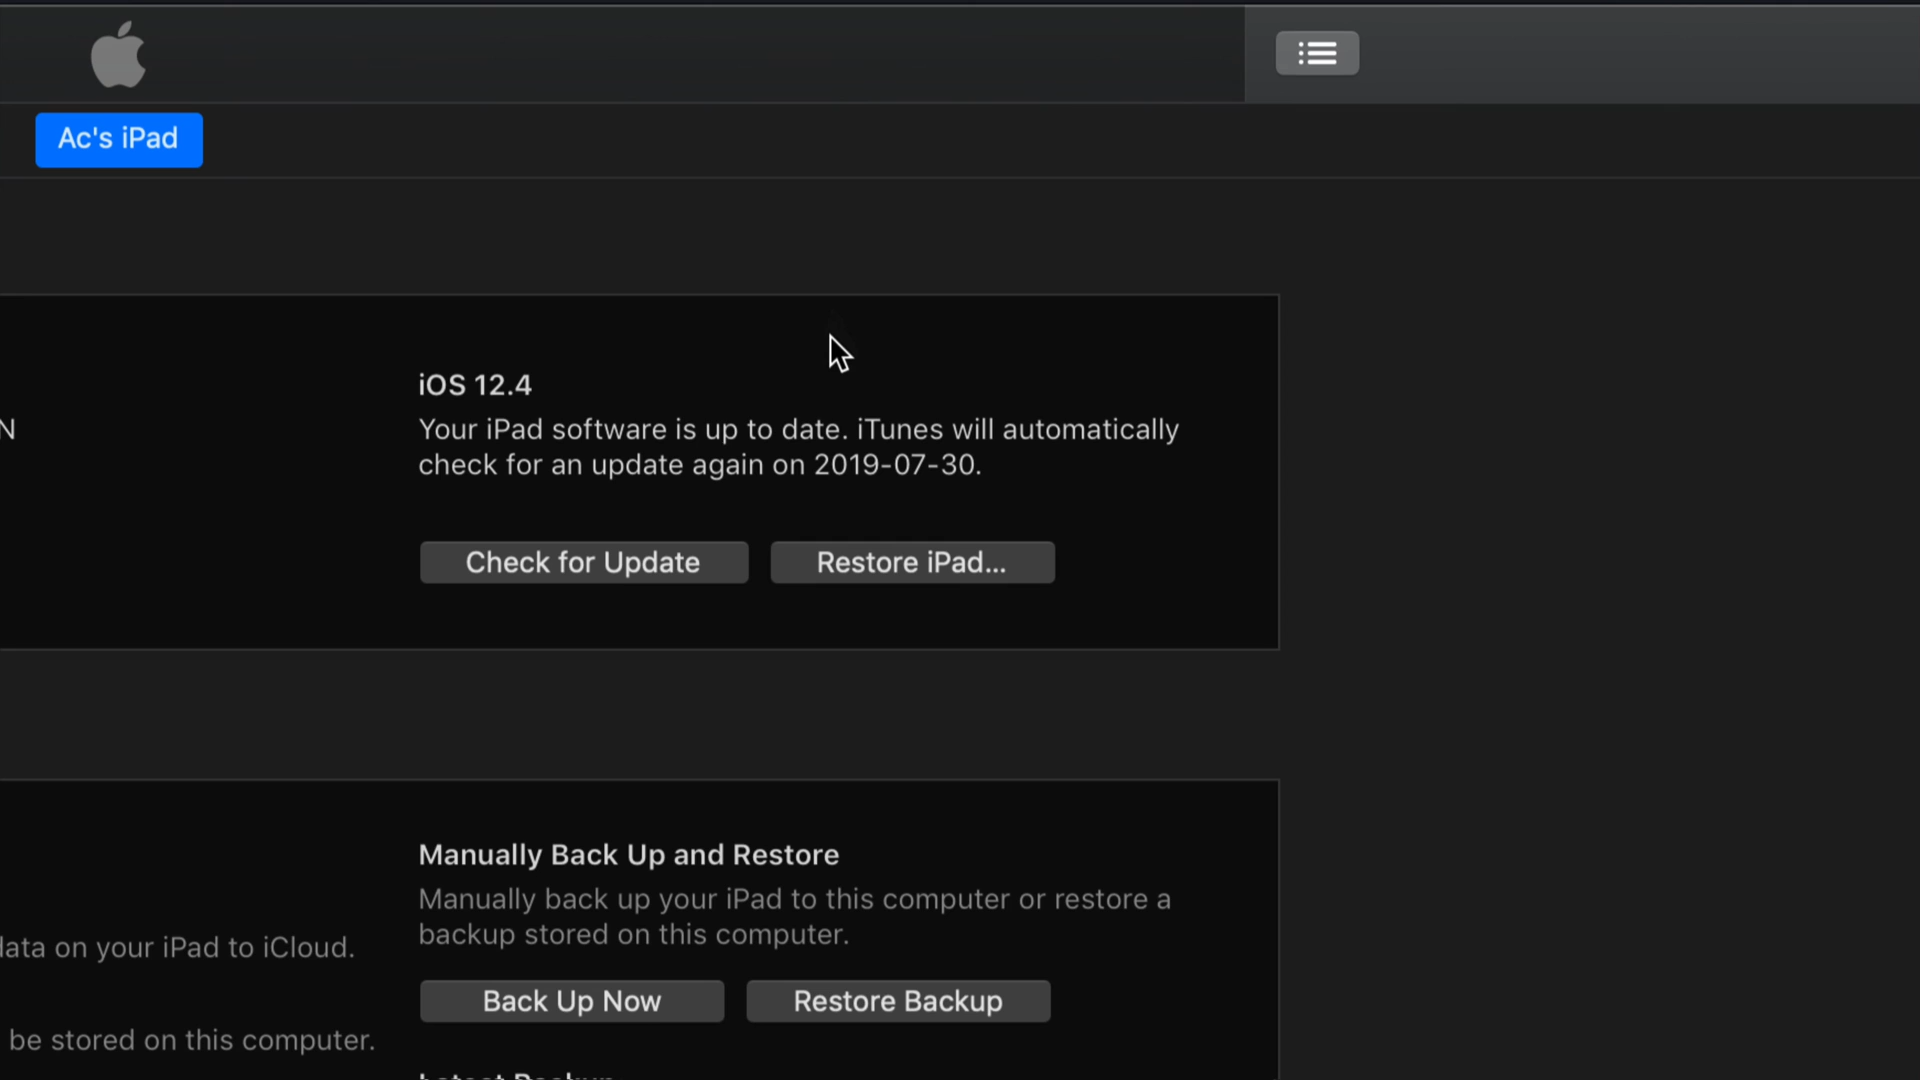 Ac's iPad
iOS 12.4
N
Your iPad software is up to date. iTunes will automatically
check for an update again on 2019-07-30.
Check for Update
Restore iPad...
Manually Back Up and Restore
Manually back up your iPad to this computer or restore a
backup stored on this computer.
data on your iPad to iCloud.
Back Up Now
Restore Backup
be stored on this computer.
Latest Backup